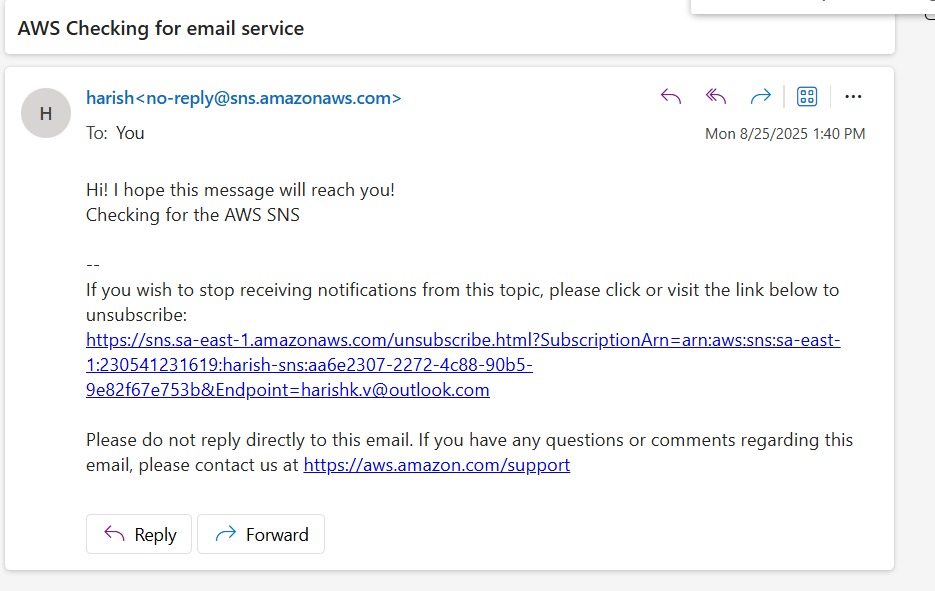 AWS Checking for email service
H
harish<no-reply@sns.amazonaws.com>
To: You
Mon 8/25/2025 1:40 PM
Hi! I hope this message will reach you!
Checking for the AWS SNS
--
If you wish to stop receiving notifications from this topic, please click or visit the link below to
unsubscribe:
https://sns.sa-east-1.amazonaws.com/unsubscribe.html?SubscriptionArn=arn:aws:sns:sa-east-
1:230541231619:harish-sns:aa6e2307-2272-4c88-90b5-
9e82f67e753b&Endpoint=harishk.v@outlook.com
Please do not reply directly to this email. If you have any questions or comments regarding this
email, please contact us at https://aws.amazon.com/support
Reply
Forward